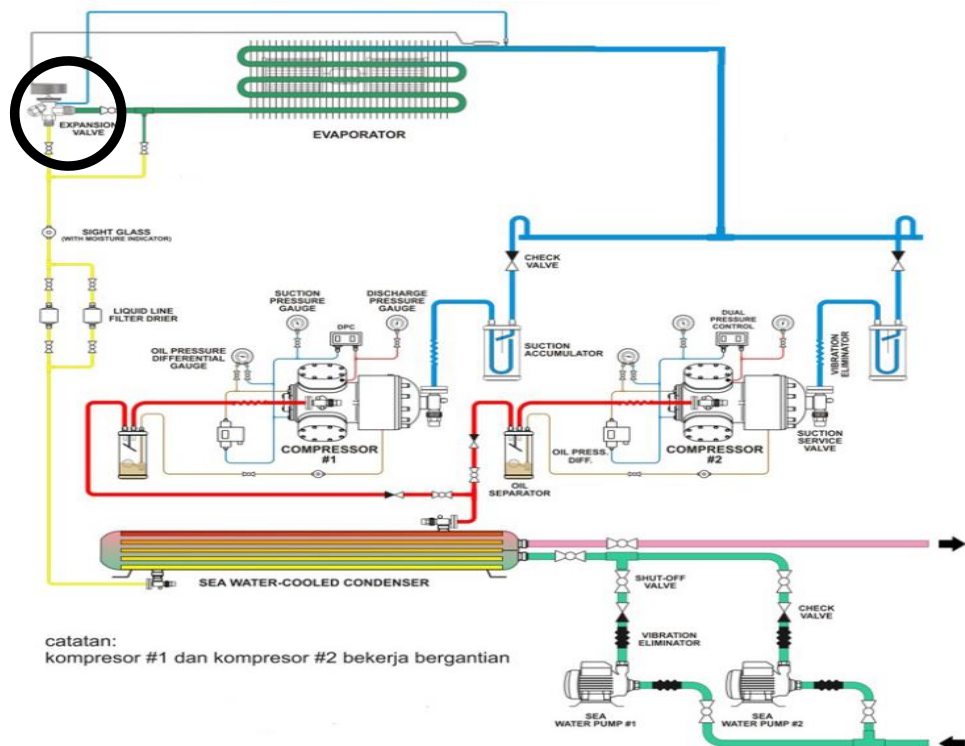 EXPANSION
VALVE
EVAPORATOR
SIGHT GLASS
(WITH MOISTURE INDICATOR)
CHECK
VALVE
SUCTION
PRESSURE
GAUGE
DISCHARGE
PRESSURE
GAUGE
DPC
LIQUID LINE
FILTER DRIER
OIL PRESSURE
DIFFERENTIAL
GAUGE
SUCTION
ACCUMULATOR
DUAL
PRESSURE
CONTROL
VIBRATION
ELIMINATOR
COMPRESSOR
#1
OIL PRESS.
DIFF.
COMPRESSOR
#2
SUCTION
SERVICE
VALVE
OIL
SEPARATOR
SEA WATER-COOLED CONDENSER
SHUT-OFF
VALVE
CHECK
VALVE
VIBRATION
ELIMINATOR
catatan:
kompresor #1 dan kompresor #2 bekerja bergantian
SEA
WATER PUMP #1
SEA
WATER PUMP #2